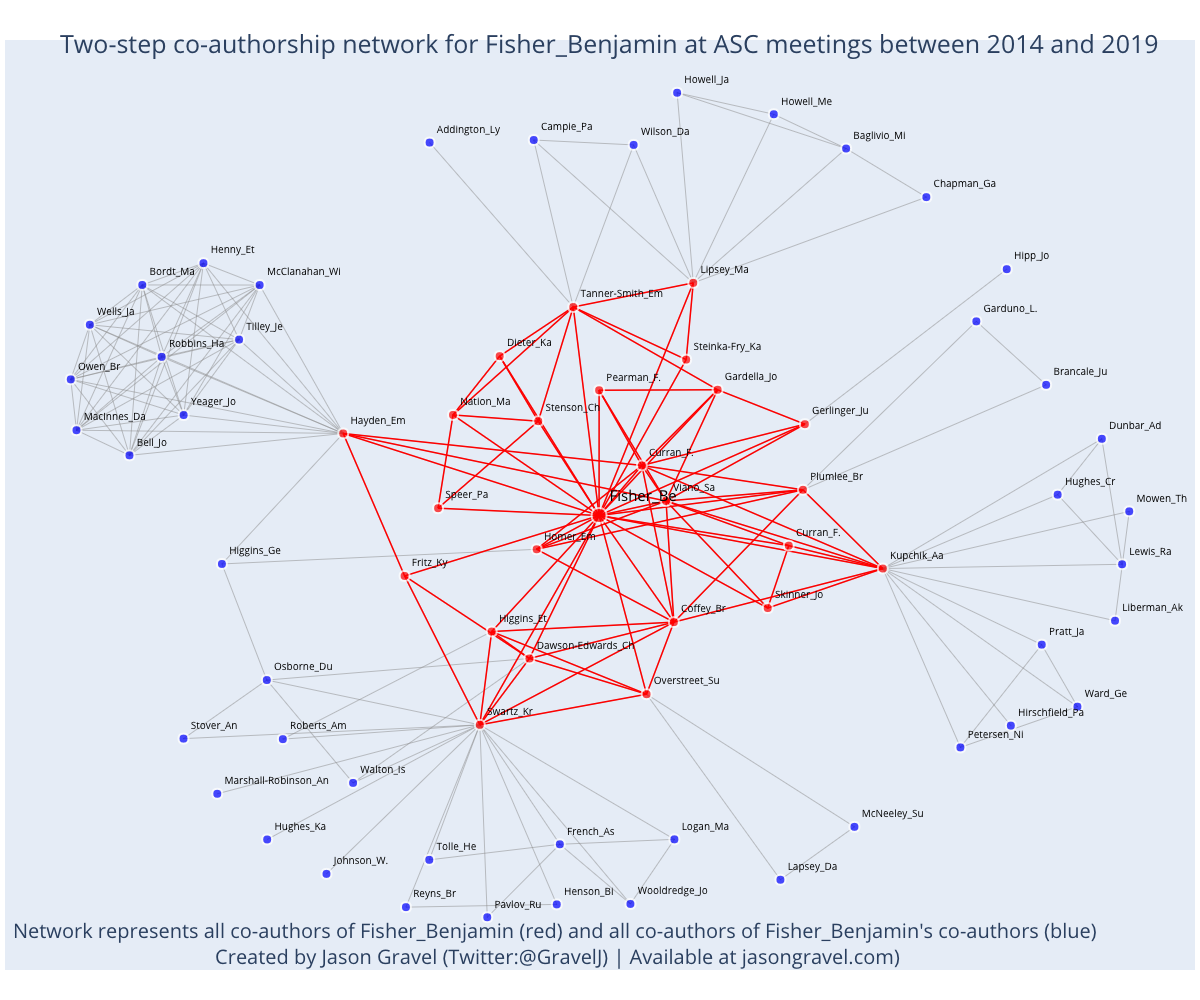 Two-step co-authorship network for Fisher_Benjamin at ASC meetings between 2014 and 2019
Howell_Ja
Howell_Me
Addington_Ly
Campie_Pa
Wilson_Da
Baglivio_Mi
Chapman_Ga
Henny_Et
Hipp_Jo
Bordt_Ma
McClanahan_Wi
Lipsey_Ma
Tanner-Smith_Em
Garduno_L.
Wells_Ja
Tilley_Je
Robbins_Ha
Dieter_Ka
Steinka-Fry_Ka
Owen_Br
Pearman_F.
Gardella_Jo
Brancale_Ju
MacInnes_Da
Yeager_Jo
Nation_Ma
Stenson_Ch
Gerlinger_Ju
Hayden_Em
Dunbar_Ad
Bell_Jo
Curran_F.
Plumlee_Br
Hughes_Cr
Viano_Sa
Fisher_Be
Speer_Pa
Mowen_Th
Homer_Em
Curran_F.
Higgins_Ge
Kupchik_Aa
Lewis_Ra
Fritz_Ky
Skinner_Jo
Coffey_Br
Liberman_Ak
Higgins_Et
Pratt_Ja
Dawson-Edwards_Ch
Osborne_Du
Overstreet_Su
Ward_Ge
Swartz_Kr
Hirschfield_Pa
Stover_An
Roberts_Am
Petersen_Ni
Walton_Is
Marshall-Robinson_An
McNeeley_Su
Hughes_Ka
French_As
Logan_Ma
Tolle_He
Johnson_W.
Lapsey_Da
Reyns_Br
Pavlov_Ru
Henson_Bi
Wooldredge_Jo
Network represents all co-authors of Fisher_Benjamin (red) and all co-authors of Fisher_Benjamin's co-authors (blue)
Created by Jason Gravel (Twitter:@GravelJ) | Available at jasongravel.com)